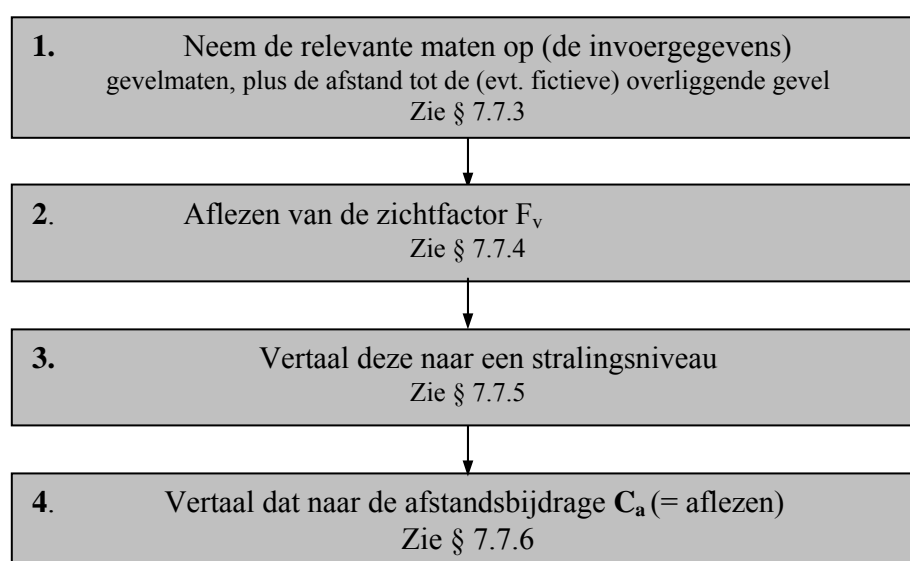 1. Neem de relevante maten op (de invoergegevens)
gevelmaten, plus de afstand tot de (evt. fictieve) overliggende gevel
Zie § 7.7.3
2. Aflezen van de zichtfactor Fv
Zie § 7.7.4
3. Vertaal deze naar een stralingsniveau
Zie § 7.7.5
4. Vertaal dat naar de afstandsbijdrage Ca (= aflezen)
Zie § 7.7.6